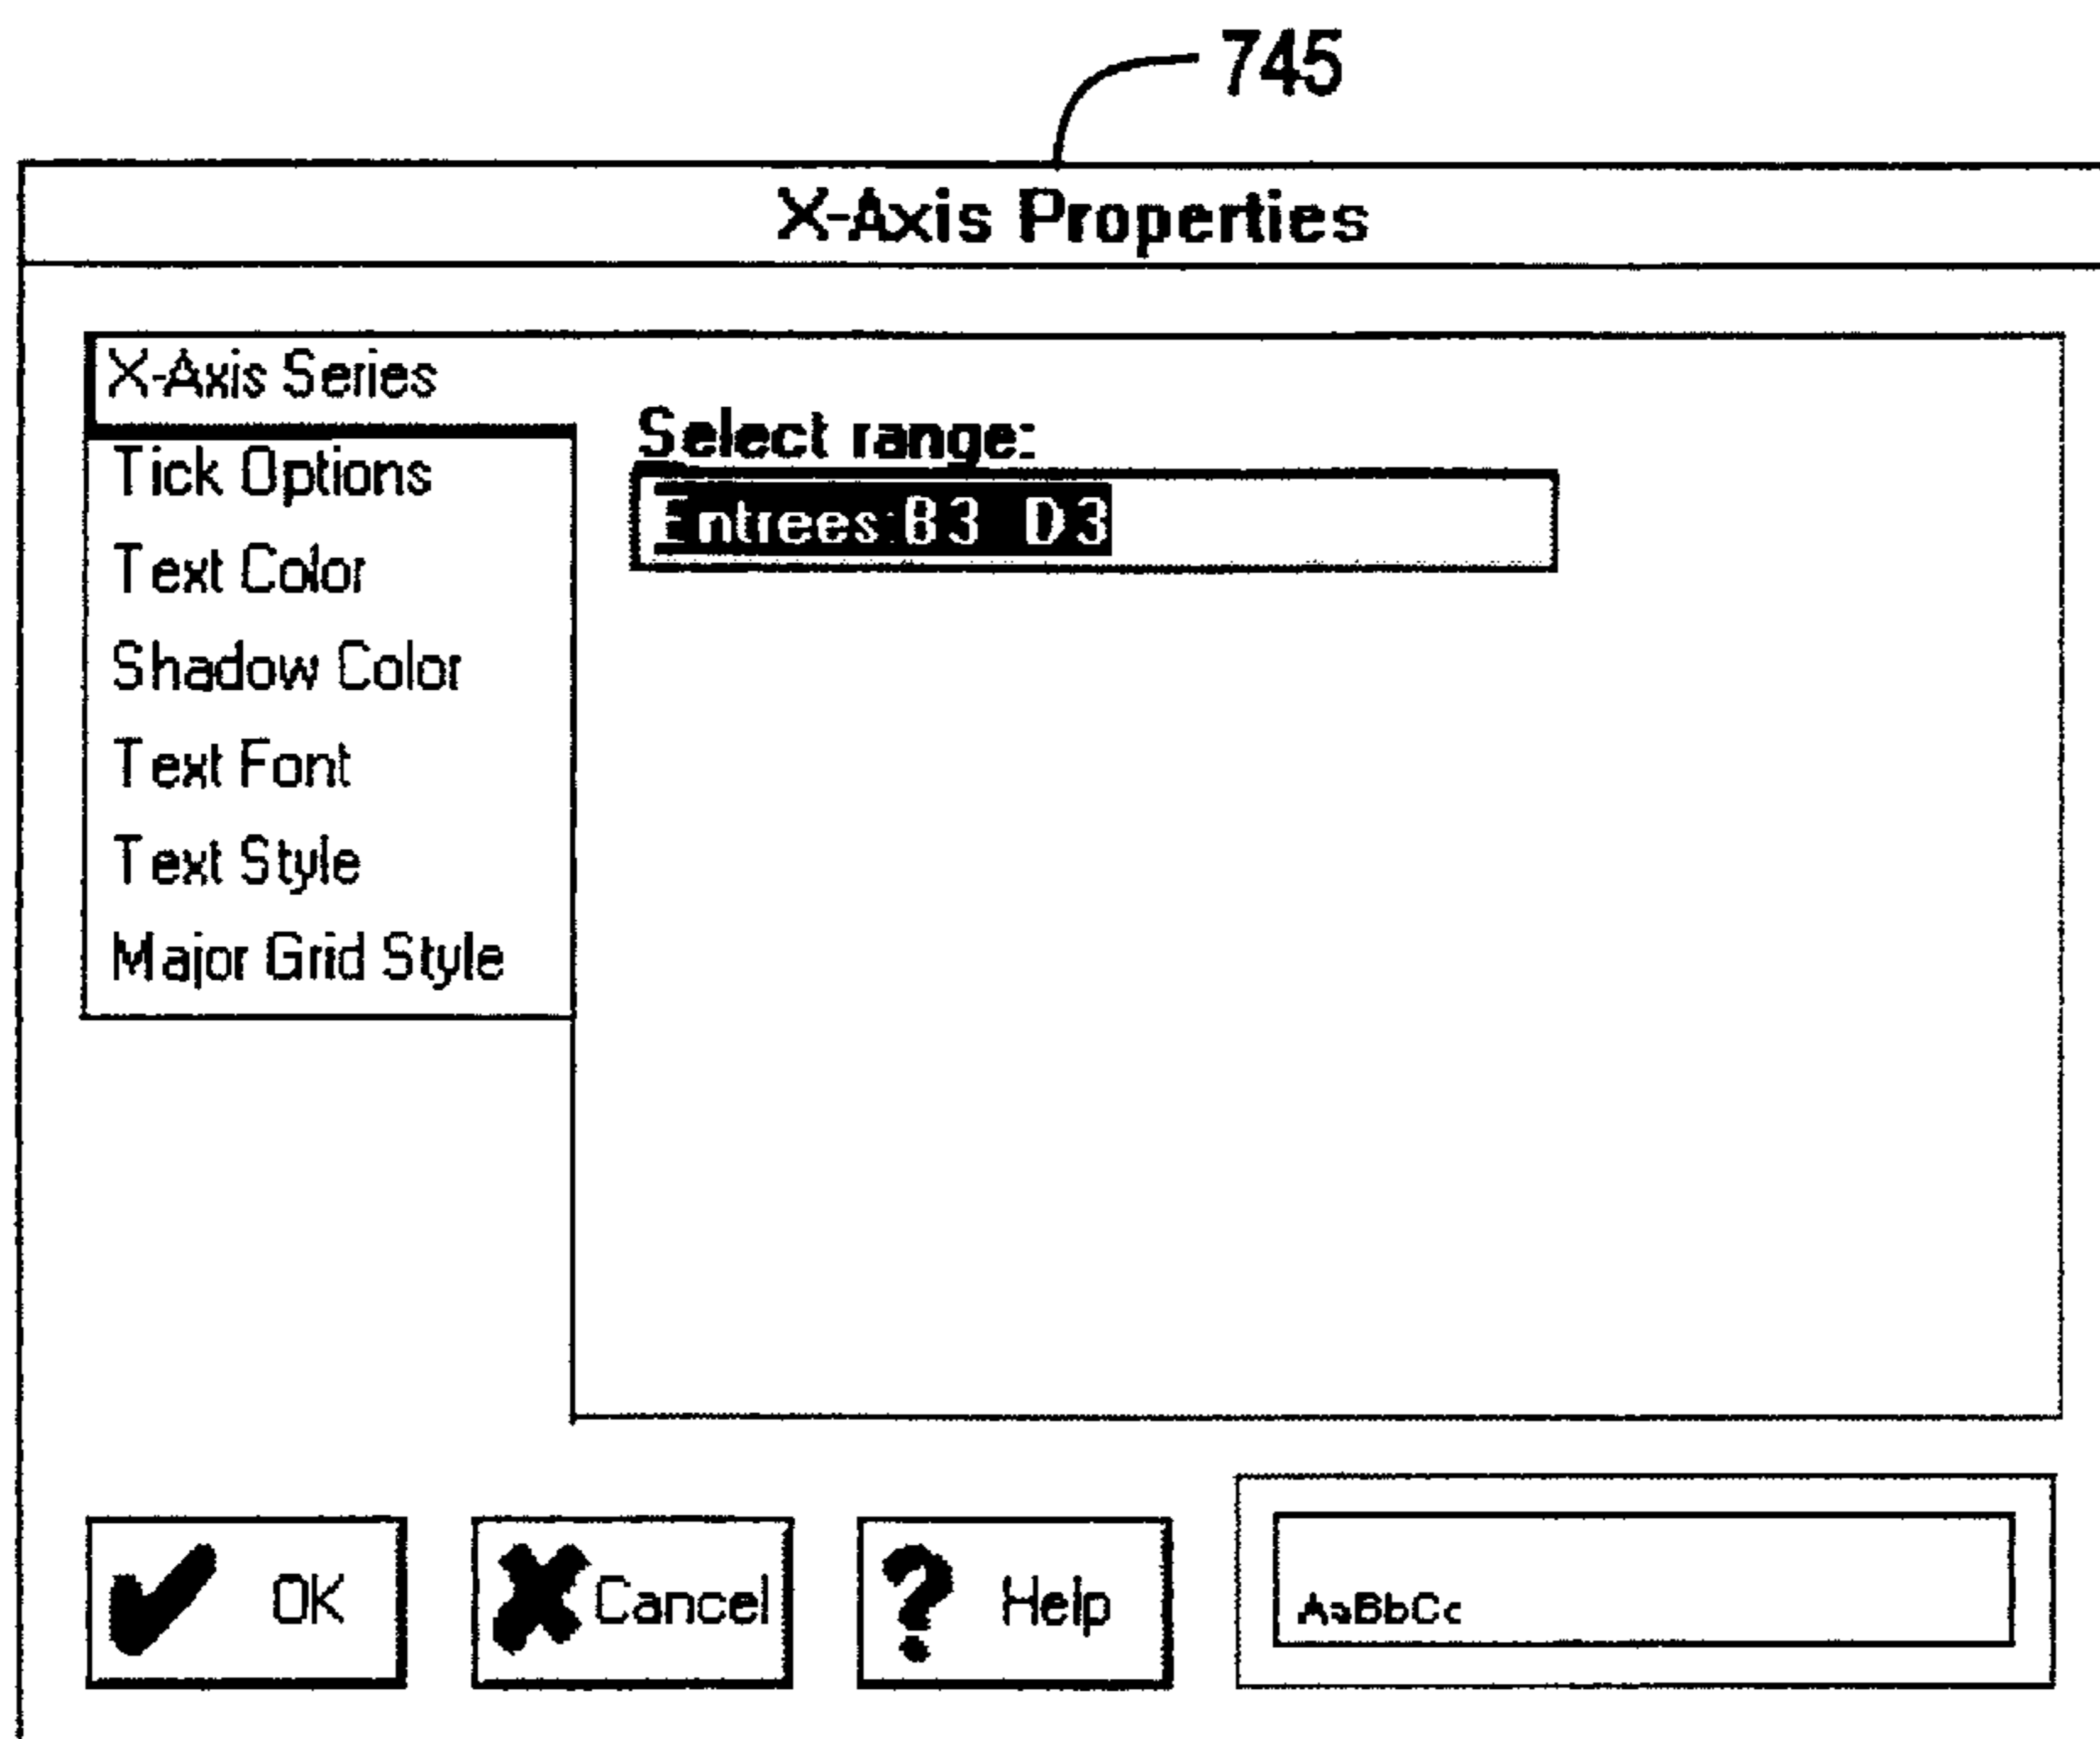 745
X-Axis Properties
X-Axis Series
Tick Options
Text Color
Shadow Color
Text Font
Text Style
Major Grid Style
Select range:
Entrees:B3 D3
OK
Cancel
Help
AaBbCc